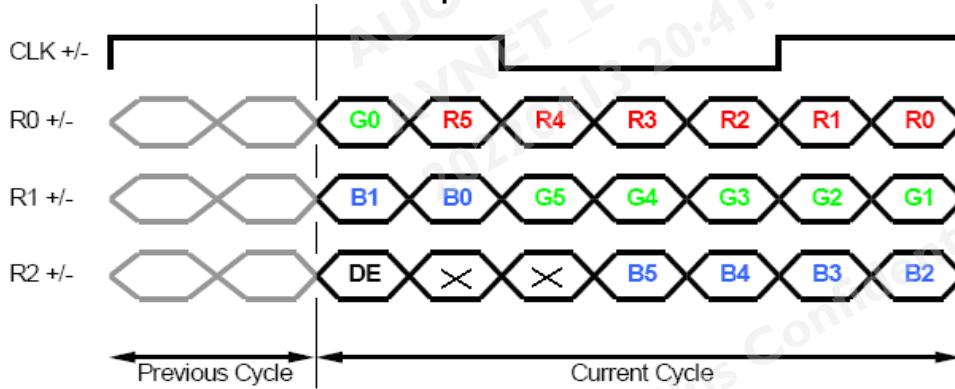 CLK +/-
R0 +/- G0 R5 R4 R3 R2 R1 R0
R1 +/- B1 B0 G5 G4 G3 G2 G1
R2 +/- DE B5 B4 B3 B2
Previous Cycle Current Cycle